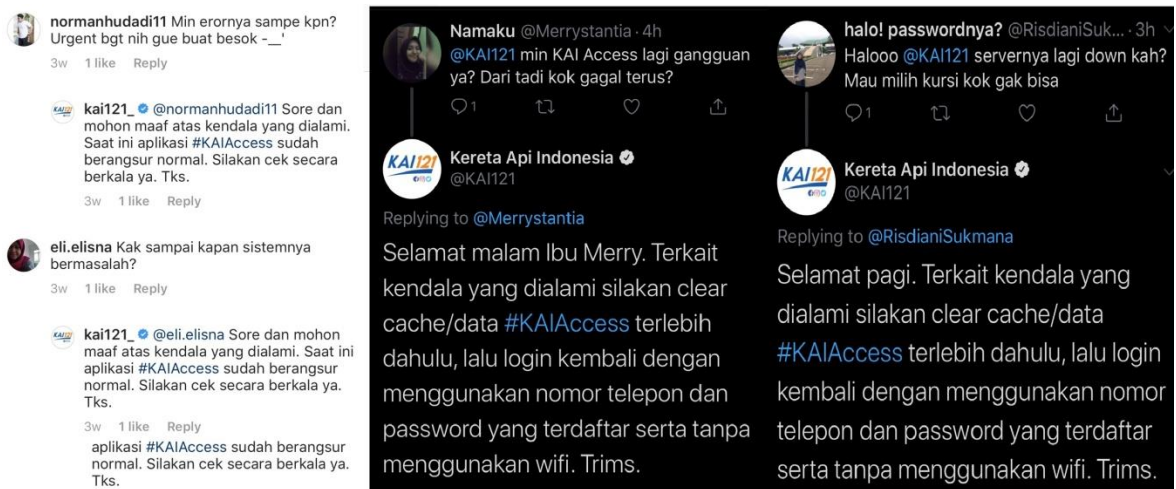 normanhudadi11 Min erornya sampe kpn?
Urgent bgt nih gue buat besok -__'
3w 1 like Reply
kai121_ @normanhudadi11 Sore dan
mohon maaf atas kendala yang dialami.
Saat ini aplikasi #KAIAccess sudah
berangsur normal. Silakan cek secara
berkala ya. Tks.
3w 1 like Reply
eli.elisna Kak sampai kapan sistemnya
bermasalah?
3w 1 like Reply
kai121_ @eli.elisna Sore dan mohon
maaf atas kendala yang dialami. Saat ini
aplikasi #KAIAccess sudah berangsur
normal. Silakan cek secara berkala ya.
Tks.
3w 1 like Reply
aplikasi #KAIAccess sudah berangsur
normal. Silakan cek secara berkala ya.
Tks.
Namaku @Merrystantia · 4h
@KAI121 min KAI Access lagi gangguan
ya? Dari tadi kok gagal terus?
1
KAI121
Kereta Api Indonesia
@KAI121
Replying to @Merrystantia
Selamat malam Ibu Merry. Terkait
kendala yang dialami silakan clear
cache/data #KAIAccess terlebih
dahulu, lalu login kembali dengan
menggunakan nomor telepon dan
password yang terdaftar serta tanpa
menggunakan wifi. Trims.
halo! passwordnya? @RisdianiSuk... · 3h
Halooo @KAI121 servernya lagi down kah?
Mau milih kursi kok gak bisa
1
KAI121
Kereta Api Indonesia
@KAI121
Replying to @RisdianiSukmana
Selamat pagi. Terkait kendala yang
dialami silakan clear cache/data
#KAIAccess terlebih dahulu, lalu login
kembali dengan menggunakan nomor
telepon dan password yang terdaftar
serta tanpa menggunakan wifi. Trims.